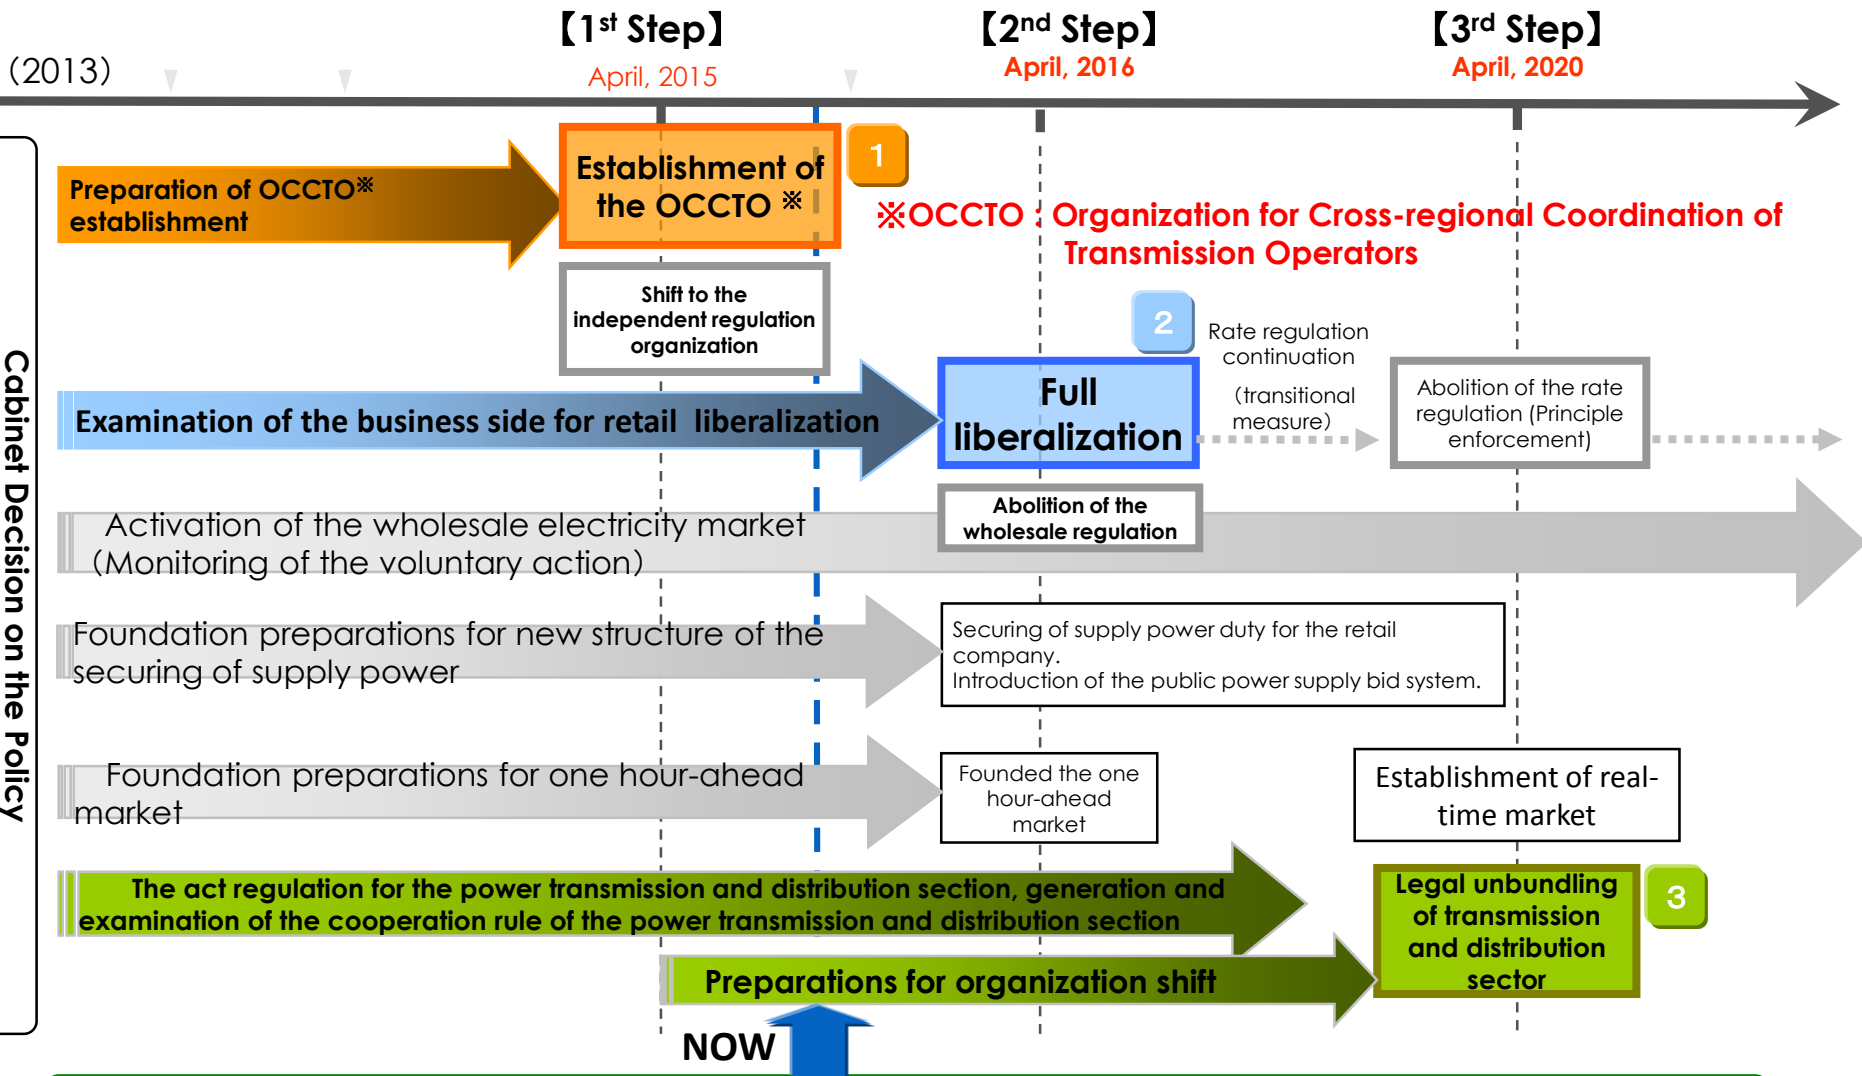 【1st Step】
【2nd Step】
【3rd Step】
（2013）
April, 2015
April, 2016
April, 2020
Cabinet Decision on the Policy
Preparation of OCCTO※
establishment
Establishment of
the OCCTO ※
1
※OCCTO : Organization for Cross-regional Coordination of
Transmission Operators
Shift to the
independent regulation
organization
2
Rate regulation
continuation
（transitional
measure）
Examination of the business side for retail liberalization
Full
liberalization
Abolition of the rate
regulation (Principle
enforcement)
Activation of the wholesale electricity market
（Monitoring of the voluntary action）
Abolition of the
wholesale regulation
Foundation preparations for new structure of the
securing of supply power
Securing of supply power duty for the retail
company.
Introduction of the public power supply bid system.
Foundation preparations for one hour-ahead
market
Founded the one
hour-ahead
market
Establishment of real-
time market
The act regulation for the power transmission and distribution section, generation and
examination of the cooperation rule of the power transmission and distribution section
Legal unbundling
of transmission
and distribution
sector
3
Preparations for organization shift
NOW